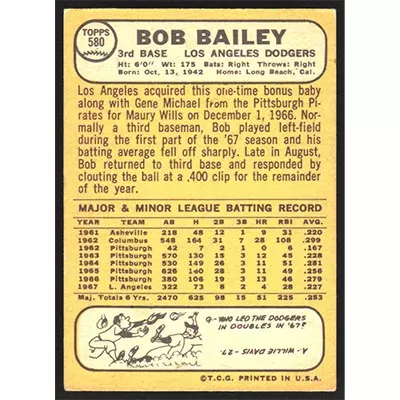 TOPPS
580
BOB BAILEY
3rd BASE LOS ANGELES DODGERS
Ht: 6'0" Wt: 175 Bats: Right Throws: Right
Born: Oct. 13, 1942 Home: Long Beach, Cal.
Los Angeles acquired this one-time bonus baby
along with Gene Michael from the Pittsburgh Pi-
rates for Maury Wills on December 1, 1966. Nor-
mally a third baseman, Bob played left-field
during the first part of the '67 season and
his batting average fell off sharply. Late in August,
Bob returned to third base and responded by
clouting the ball at a .400 clip for the remainder
of the year.
MAJOR & MINOR LEAGUE BATTING RECORD
YEAR TEAM AB H 2B 3B HR RBI AVG.
1961 Asheville 218 48 12 1 9 31 .220
1962 Columbus 548 164 31 7 28 108 .299
1962 Pittsburgh 42 7 2 1 0 6 .167
1963 Pittsburgh 570 130 15 3 12 45 .228
1964 Pittsburgh 530 149 26 3 11 51 .281
1965 Pittsburgh 626 160 28 3 11 49 .256
1966 Pittsburgh 380 106 19 3 13 46 .279
1967 L. Angeles 322 73 8 2 4 28 .227
Maj. Totals 6 Yrs. 2470 625 98 15 51 225 .253
Q-WHO LED THE DODGERS
IN DOUBLES IN '67?
A-WILLIE DAVIS-27.
©T.C.G. PRINTED IN U.S.A.